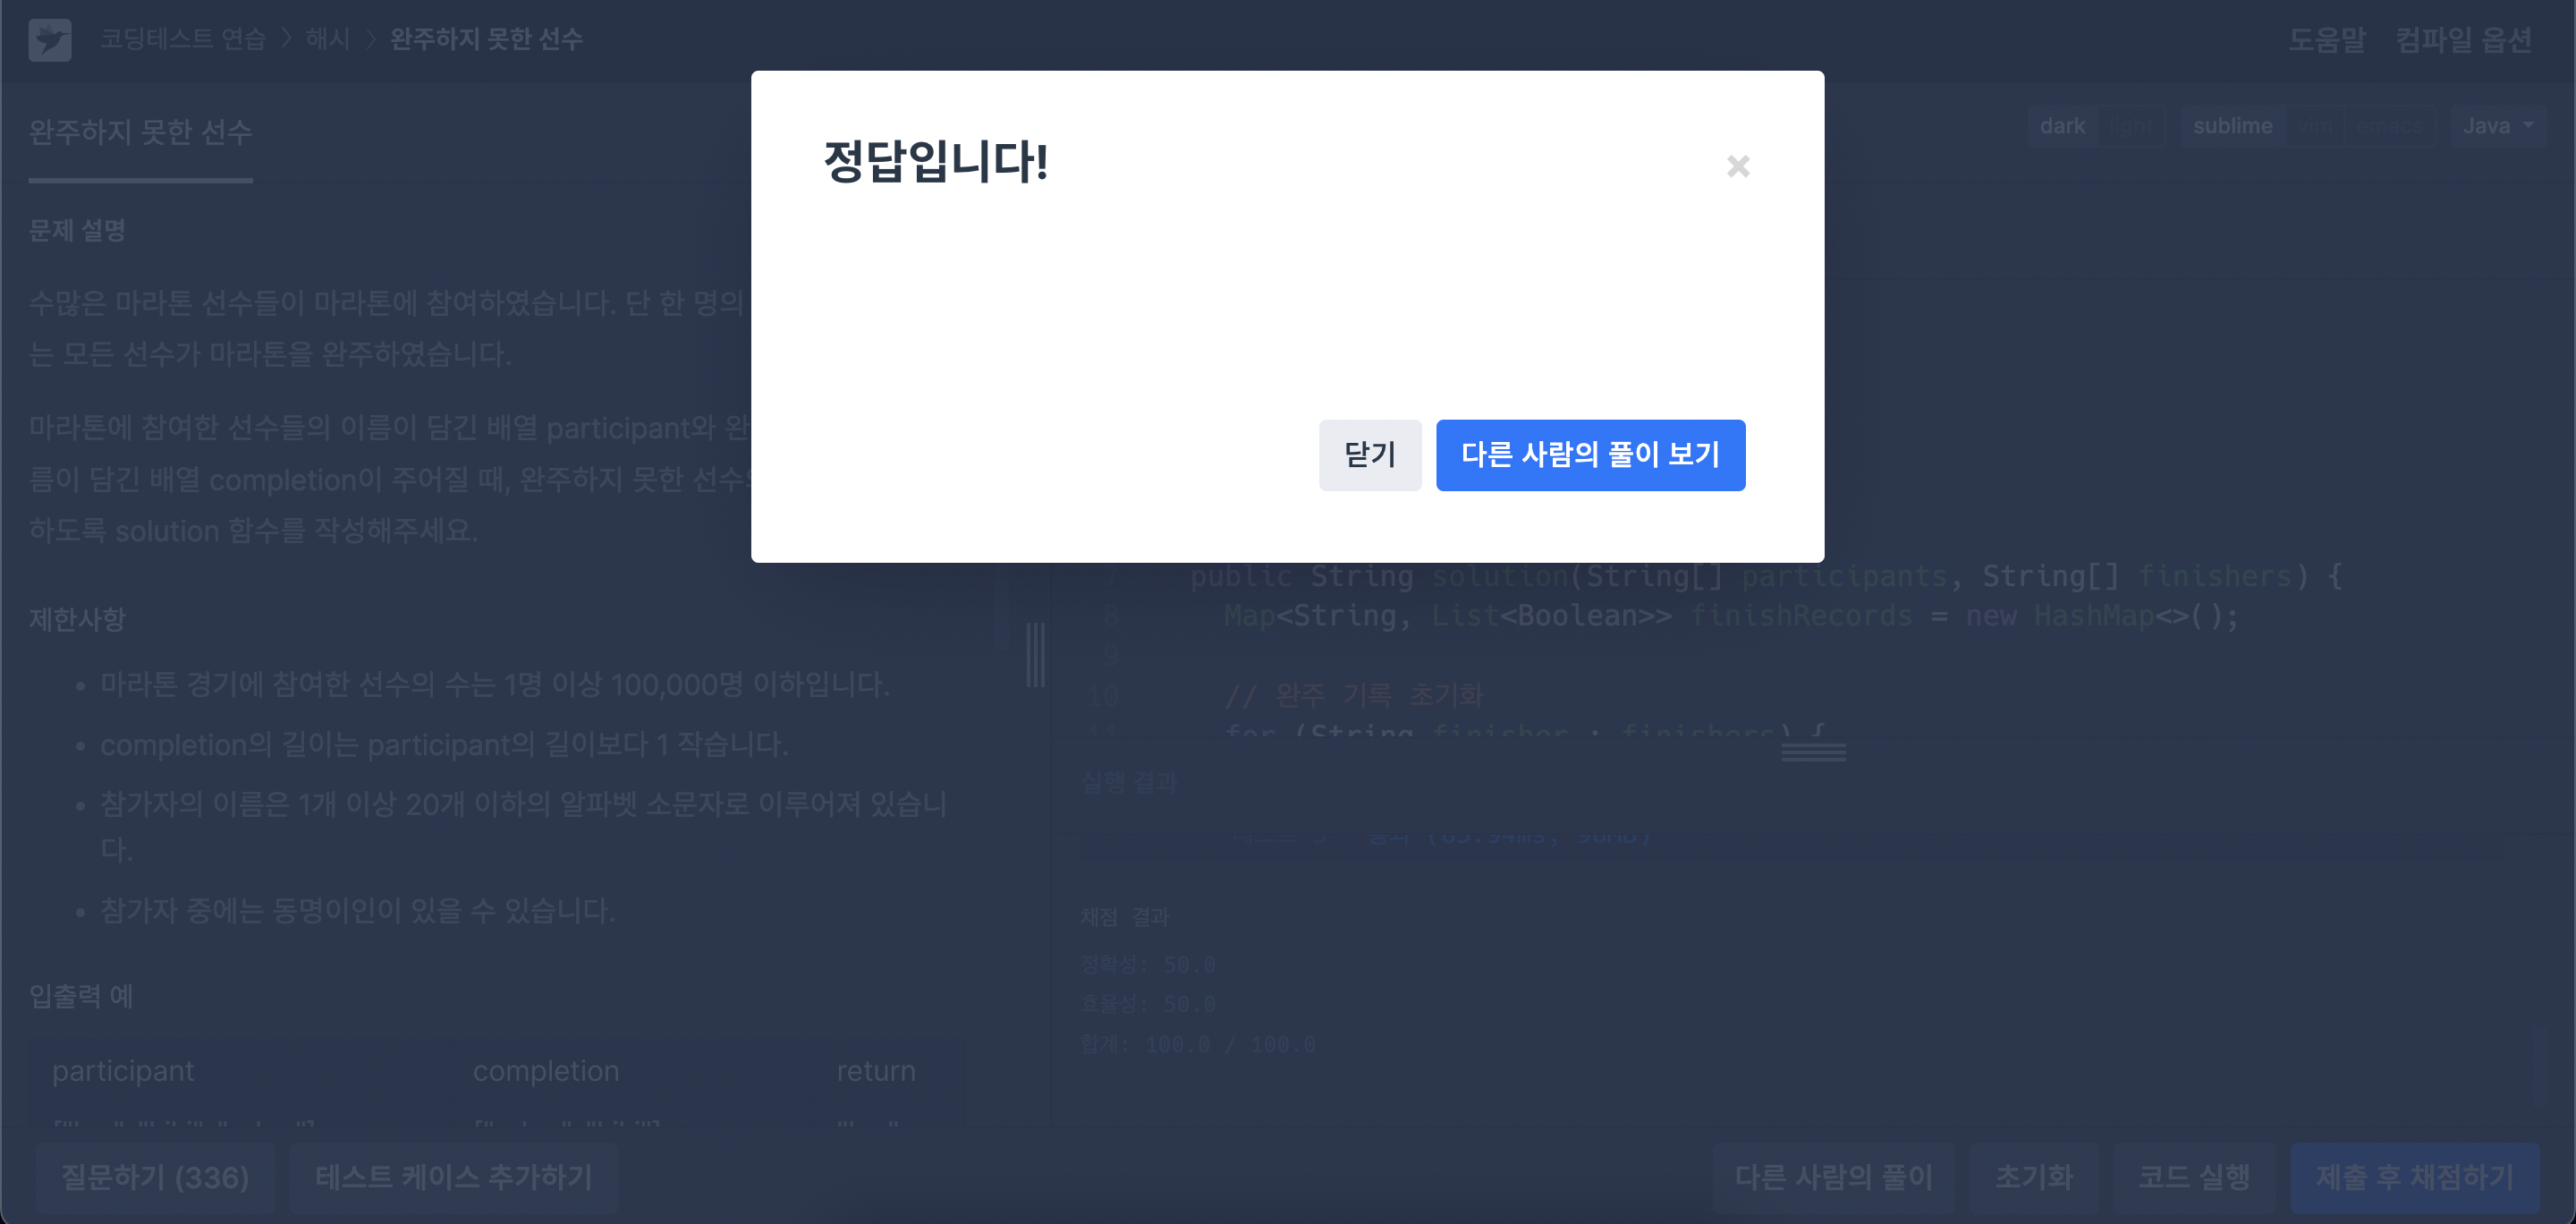 코딩테스트 연습 > 해시 > 완주하지 못한 선수
도움말 컴파일 옵션
완주하지 못한 선수
dark light sublime vim emacs Java
정답입니다!
×
닫기 다른 사람의 풀이 보기
문제 설명
수많은 마라톤 선수들이 마라톤에 참여하였습니다. 단 한 명의
는 모든 선수가 마라톤을 완주하였습니다.
마라톤에 참여한 선수들의 이름이 담긴 배열 participant와 완
름이 담긴 배열 completion이 주어질 때, 완주하지 못한
하도록 solution 함수를 작성해주세요.
제한사항
• 마라톤 경기에 참여한 선수의 수는 1명 이상 100,000명 이하입니다.
• completion의 길이는 participant의 길이보다 1 작습니다.
• 참가자의 이름은 1개 이상 20개 이하의 알파벳 소문자로 이루어져 있습니
다.
• 참가자 중에는 동명이인이 있을 수 있습니다.
입출력 예
participant completion return
7 public String solution(String[] participants, String[] finishers) {
8 Map<String, List<Boolean>> finishRecords = new HashMap<>();
9
10 // 완주 기록 초기화
11 for (String finisher : finishers) {
실행 결과
채점 결과
정확성: 50.0
효율성: 50.0
합계: 100.0 / 100.0
질문하기 (336) 테스트 케이스 추가하기 다른 사람의 풀이 초기화 코드 실행 제출 후 채점하기